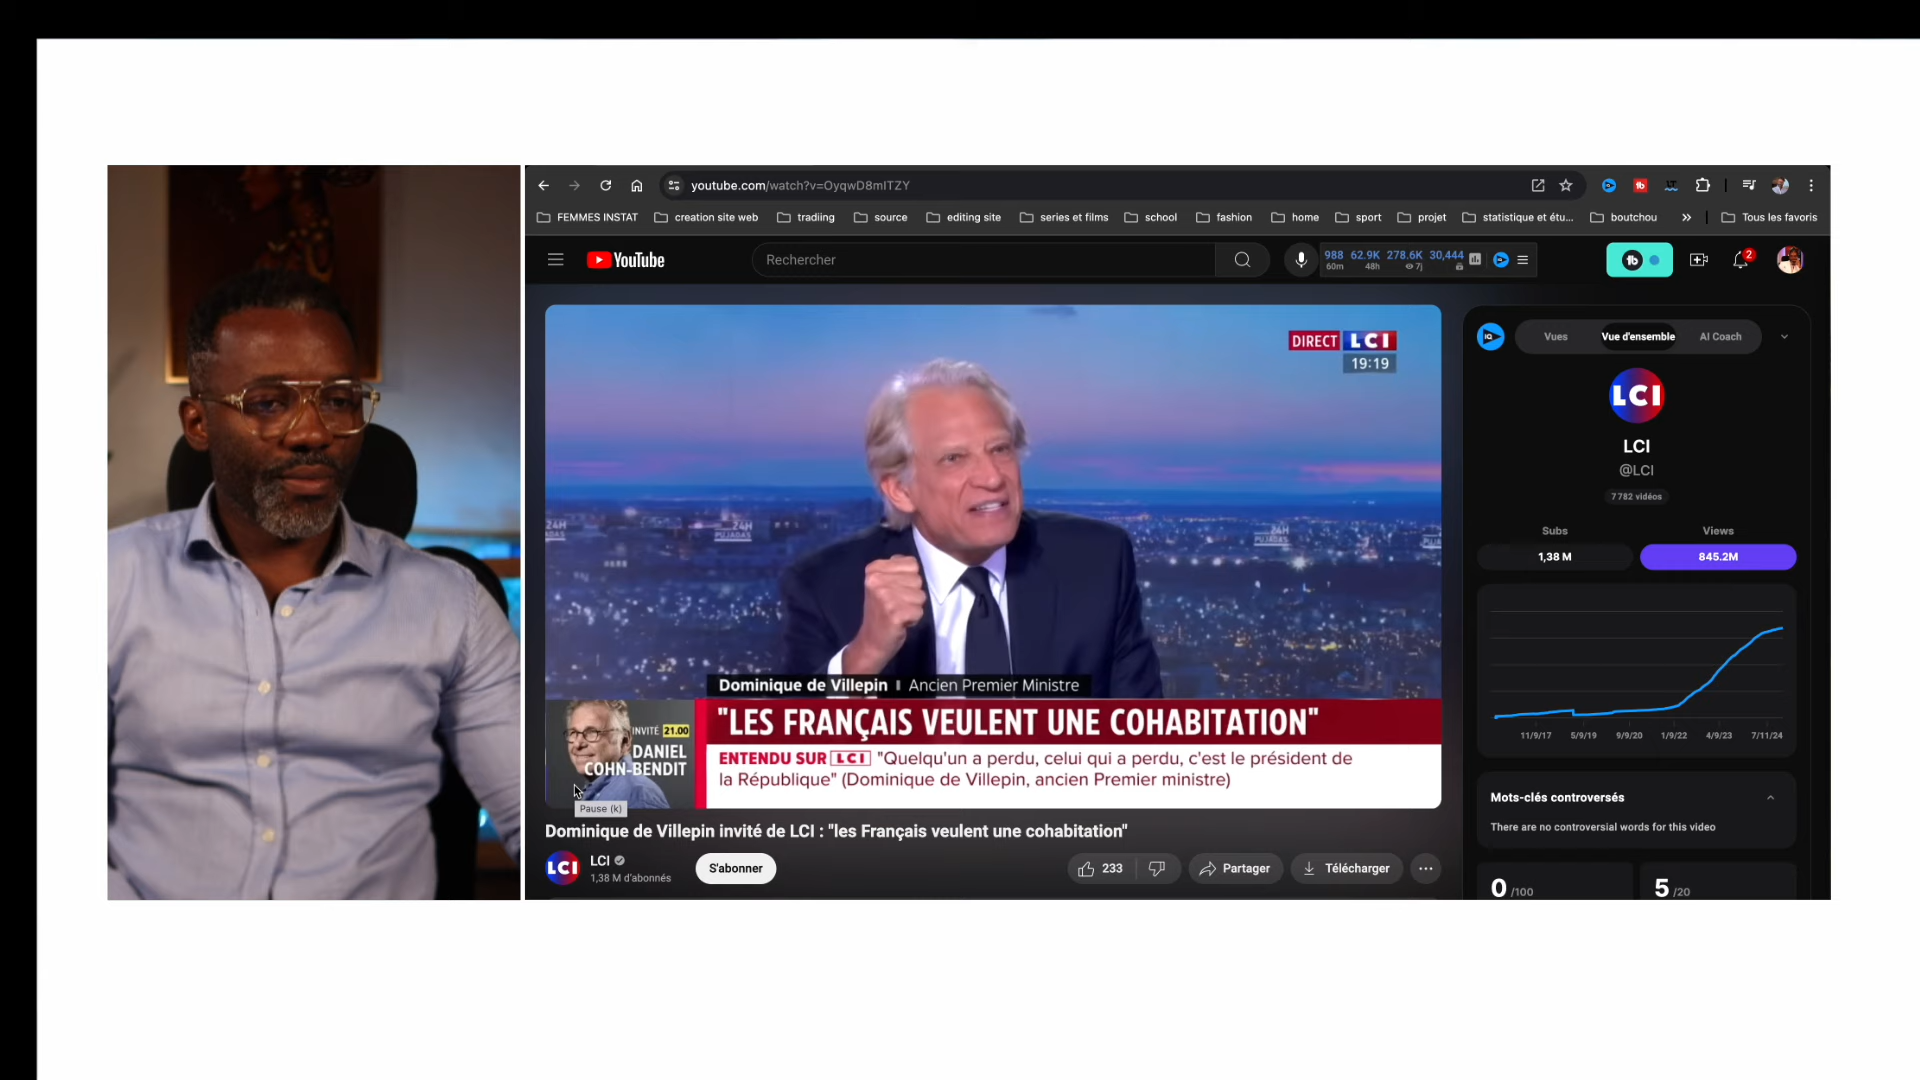 youtube.com/watch?v=OyqwD8mITZY
FEMMES INSTAT creation site web tradiing source editing site series et films school fashion home sport projet statistique et étu... boutchou » Tous les favoris
YouTube Rechercher 988 62.9K 278.6K 30,444
60m 48h 7j
2
DIRECT LCI
19:19
24H PUJADAS
Dominique de Villepin Ancien Premier Ministre
INVITÉ 21.00
DANIEL
COHN-BENDIT
"LES FRANÇAIS VEULENT UNE COHABITATION"
ENTENDU SUR LCI "Quelqu'un a perdu, celui qui a perdu, c'est le président de
la République" (Dominique de Villepin, ancien Premier ministre)
Pause (k)
Dominique de Villepin invité de LCI : "les Français veulent une cohabitation"
LCI
LCI
1,38 M d'abonnés
S'abonner
233 Partager Télécharger
Vues Vue d'ensemble AI Coach
LCI
LCI
@LCI
7 782 vidéos
Subs Views
1,38 M 845.2M
11/9/17 5/9/19 9/9/20 1/9/22 4/9/23 7/11/24
Mots-clés controversés
There are no controversial words for this video
0 /100 5 /20